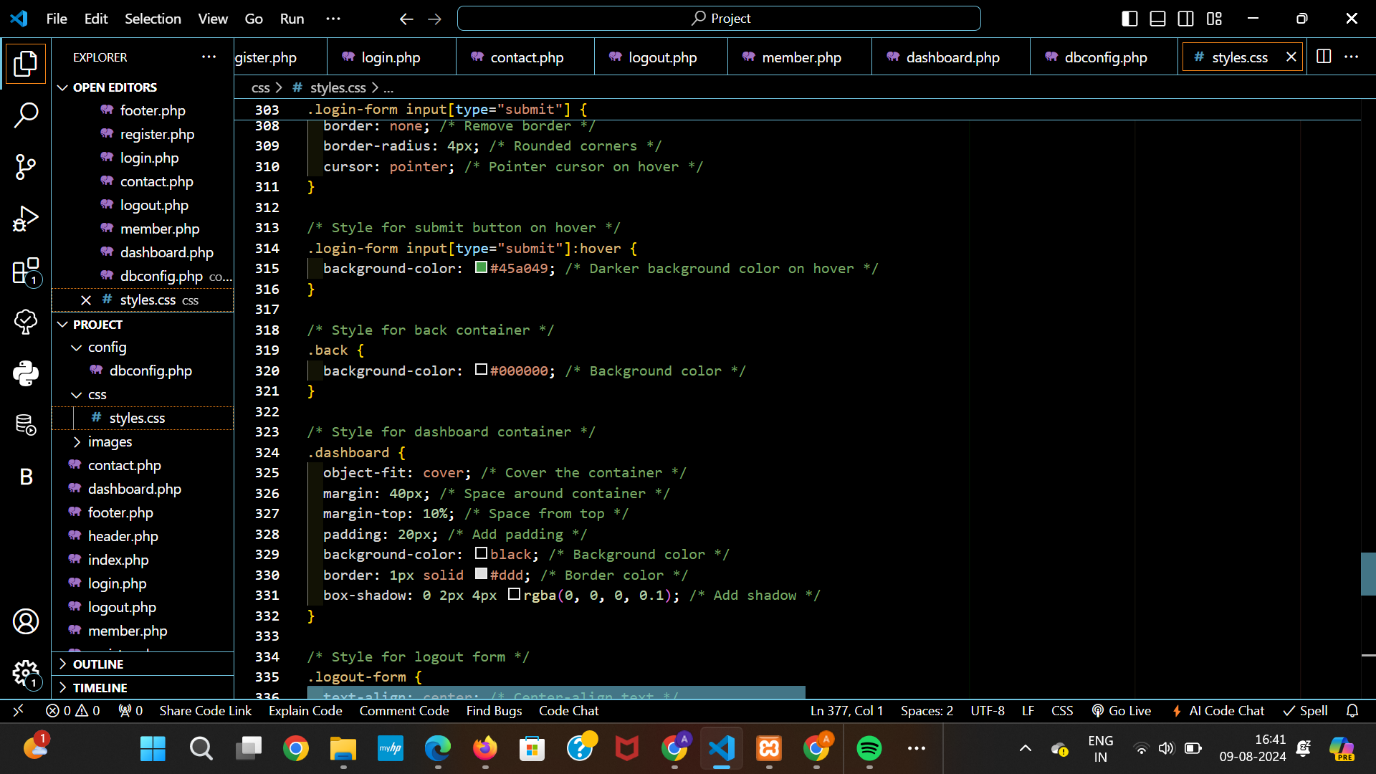 File Edit Selection View Go Run ··· Project
EXPLORER ···
gister.php login.php contact.php logout.php member.php dashboard.php dbconfig.php # styles.css
OPEN EDITORS
footer.php
register.php
login.php
contact.php
logout.php
member.php
dashboard.php
dbconfig.php co...
# styles.css css
PROJECT
config
dbconfig.php
css
# styles.css
images
contact.php
dashboard.php
footer.php
header.php
index.php
login.php
logout.php
member.php
OUTLINE
TIMELINE
css > # styles.css > ...
303 .login-form input[type="submit"] {
308 border: none; /* Remove border */
309 border-radius: 4px; /* Rounded corners */
310 cursor: pointer; /* Pointer cursor on hover */
311 }
312
313 /* Style for submit button on hover */
314 .login-form input[type="submit"]:hover {
315 background-color: #45a049; /* Darker background color on hover */
316 }
317
318 /* Style for back container */
319 .back {
320 background-color: #000000; /* Background color */
321 }
322
323 /* Style for dashboard container */
324 .dashboard {
325 object-fit: cover; /* Cover the container */
326 margin: 40px; /* Space around container */
327 margin-top: 10%; /* Space from top */
328 padding: 20px; /* Add padding */
329 background-color: black; /* Background color */
330 border: 1px solid #ddd; /* Border color */
331 box-shadow: 0 2px 4px rgba(0, 0, 0, 0.1); /* Add shadow */
332 }
333
334 /* Style for logout form */
335 .logout-form {
336 text-align: center; /* Center-align text */
0 0 0 Share Code Link Explain Code Comment Code Find Bugs Code Chat Ln 377, Col 1 Spaces: 2 UTF-8 LF CSS Go Live AI Code Chat Spell
ENG
IN
16:41
09-08-2024